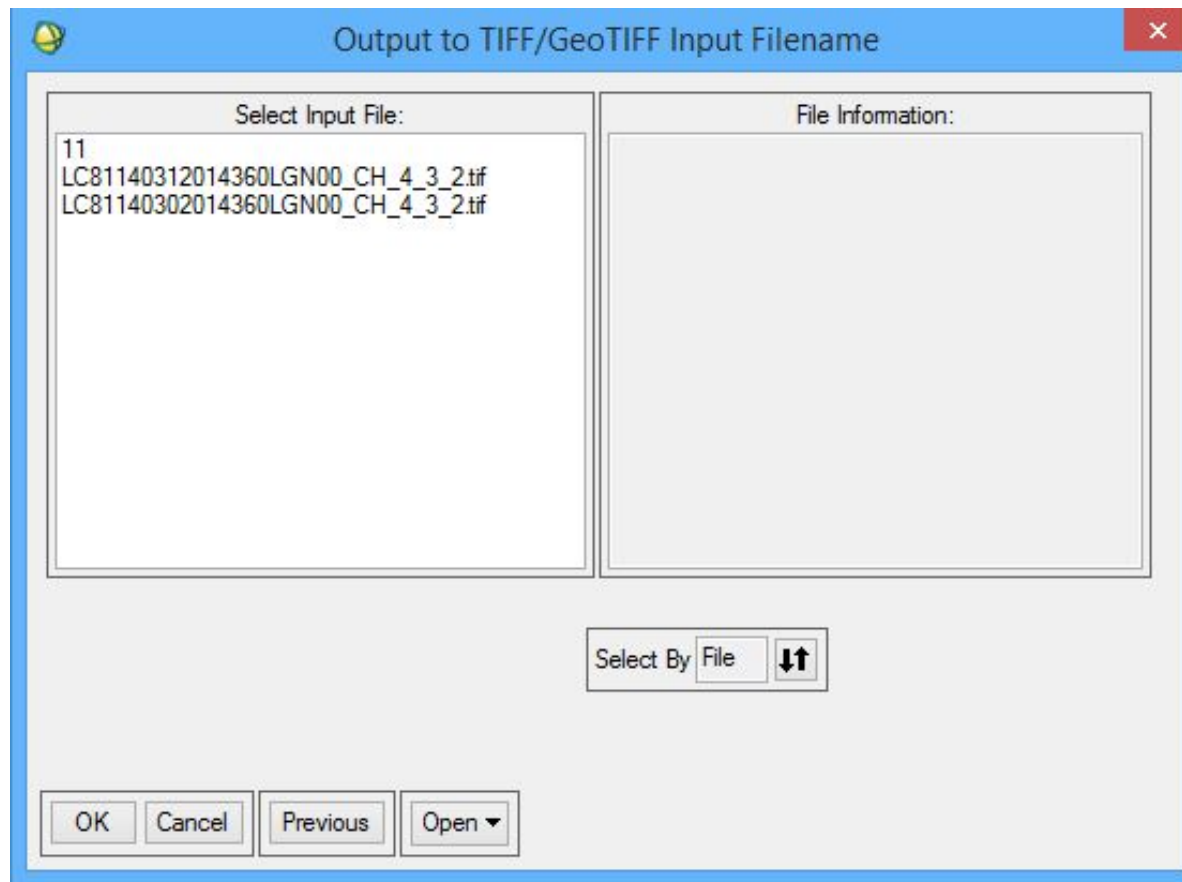 Output to TIFF/GeoTIFF Input Filename
Select Input File:
11
LC81140312014360LGN00_CH_4_3_2.tif
LC81140302014360LGN00_CH_4_3_2.tif
File Information:
Select By File
OK Cancel Previous Open